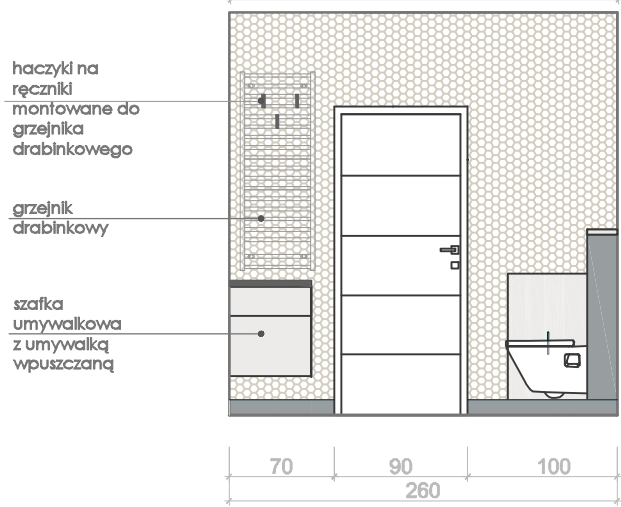 haczyki na
ręczniki
montowane do
grzejnika
drabinkowego
grzejnik
drabinkowy
szafka
umywalkowa
z umywalką
wpuszczaną
70 90 100
260